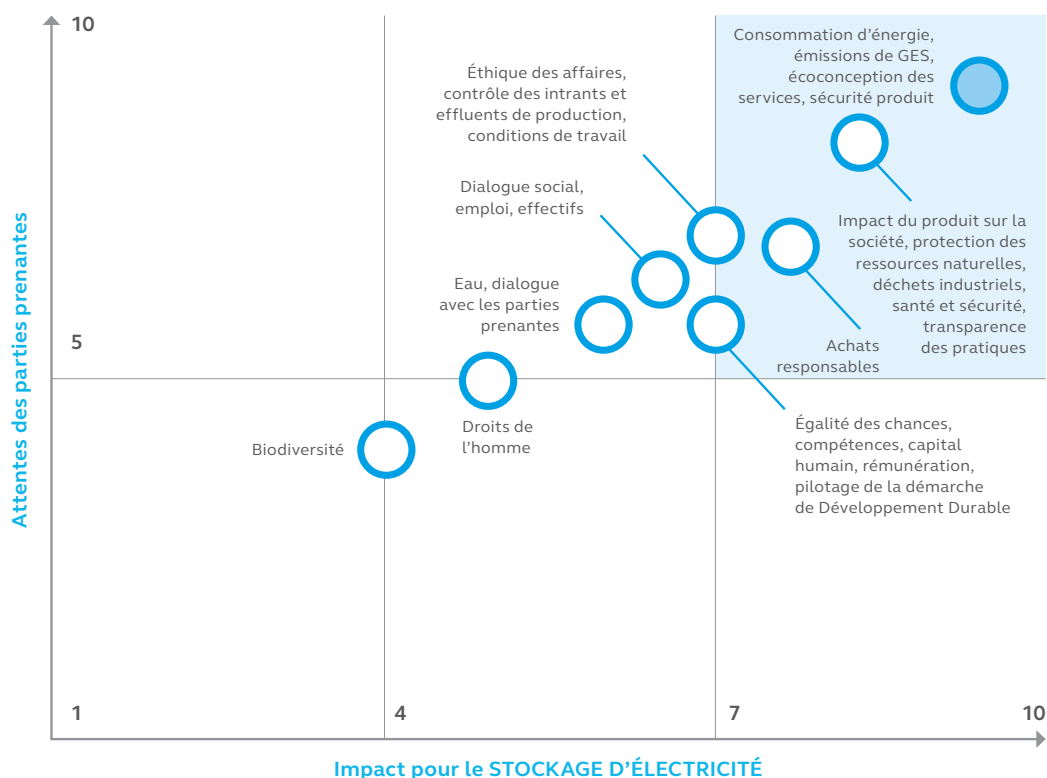 10
Consommation d’énergie,
émissions de GES,
écoconception des
services, sécurité produit
Éthique des affaires,
contrôle des intrants et
effluents de production,
conditions de travail
Dialogue social,
emploi, effectifs
Impact du produit sur la
société, protection des
ressources naturelles,
déchets industriels,
santé et sécurité,
transparence
des pratiques
Eau, dialogue
avec les parties
prenantes
Attentes des parties prenantes
5
Achats
responsables
Droits de
l’homme
Biodiversité
Égalité des chances,
compétences, capital
humain, rémunération,
pilotage de la démarche
de Développement Durable
1
4
7
10
Impact pour le STOCKAGE D’ÉLECTRICITÉ